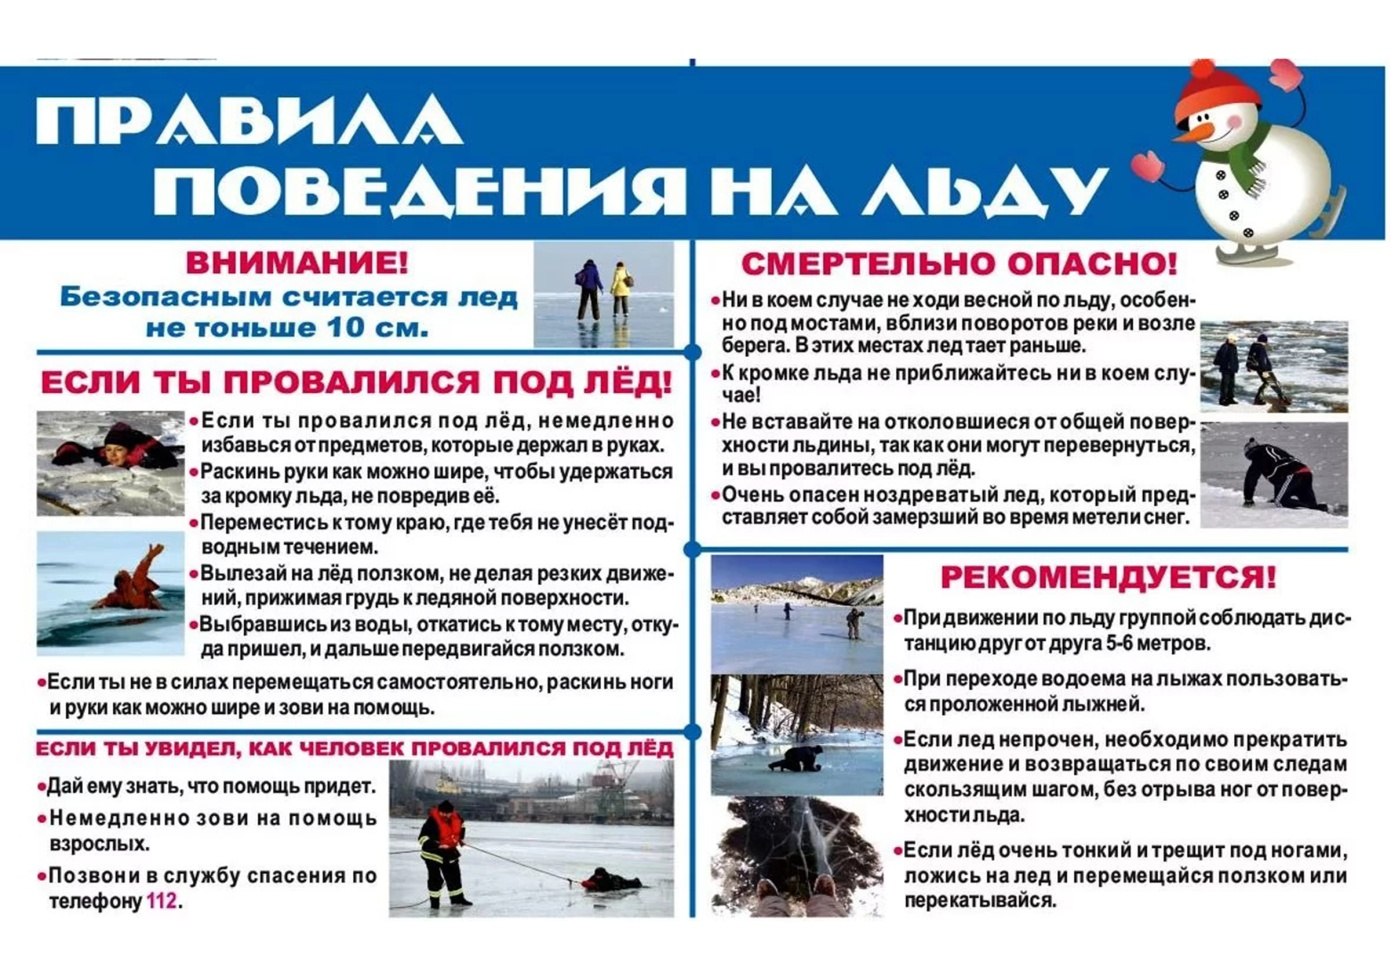 ПРАВИЛА
ПОВЕДЕНИЯ НА ЛЬДУ
ВНИМАНИЕ!
Безопасным считается лед
не тоньше 10 см.
ЕСЛИ ТЫ ПРОВАЛИЛСЯ ПОД ЛЁД!
•Если ты провалился под лёд, немедленно
избавься от предметов, которые держал в руках.
•Раскинь руки как можно шире, чтобы удержаться
за кромку льда, не повредив её.
•Переместись к тому краю, где тебя не унесёт под-
водным течением.
•Вылезай на лёд ползком, не делая резких движе-
ний, прижимая грудь к ледяной поверхности.
•Выбравшись из воды, откатись к тому месту, отку-
да пришел, и дальше передвигайся ползком.
•Если ты не в силах перемещаться самостоятельно, раскинь ноги
и руки как можно шире и зови на помощь.
ЕСЛИ ТЫ УВИДЕЛ, КАК ЧЕЛОВЕК ПРОВАЛИЛСЯ ПОД ЛЁД
•Дай ему знать, что помощь придет.
•Немедленно зови на помощь
взрослых.
•Позвони в службу спасения по
телефону 112.
СМЕРТЕЛЬНО ОПАСНО!
•Ни в коем случае не ходи весной по льду, особен-
но под мостами, вблизи поворотов реки и возле
берега. В этих местах лед тает раньше.
•К кромке льда не приближайтесь ни в коем слу-
чае!
•Не вставайте на отколовшиеся от общей повер-
хности льдины, так как они могут перевернуться,
и вы провалитесь под лёд.
•Очень опасен ноздреватый лед, который пред-
ставляет собой замерзший во время метели снег.
РЕКОМЕНДУЕТСЯ!
•При движении по льду группой соблюдать дис-
танцию друг от друга 5-6 метров.
•При переходе водоема на лыжах пользовать-
ся проложенной лыжней.
•Если лед непрочен, необходимо прекратить
движение и возвращаться по своим следам
скользящим шагом, без отрыва ног от повер-
хности льда.
•Если лёд очень тонкий и трещит под ногами,
ложись на лед и перемещайся ползком или
перекатывайся.